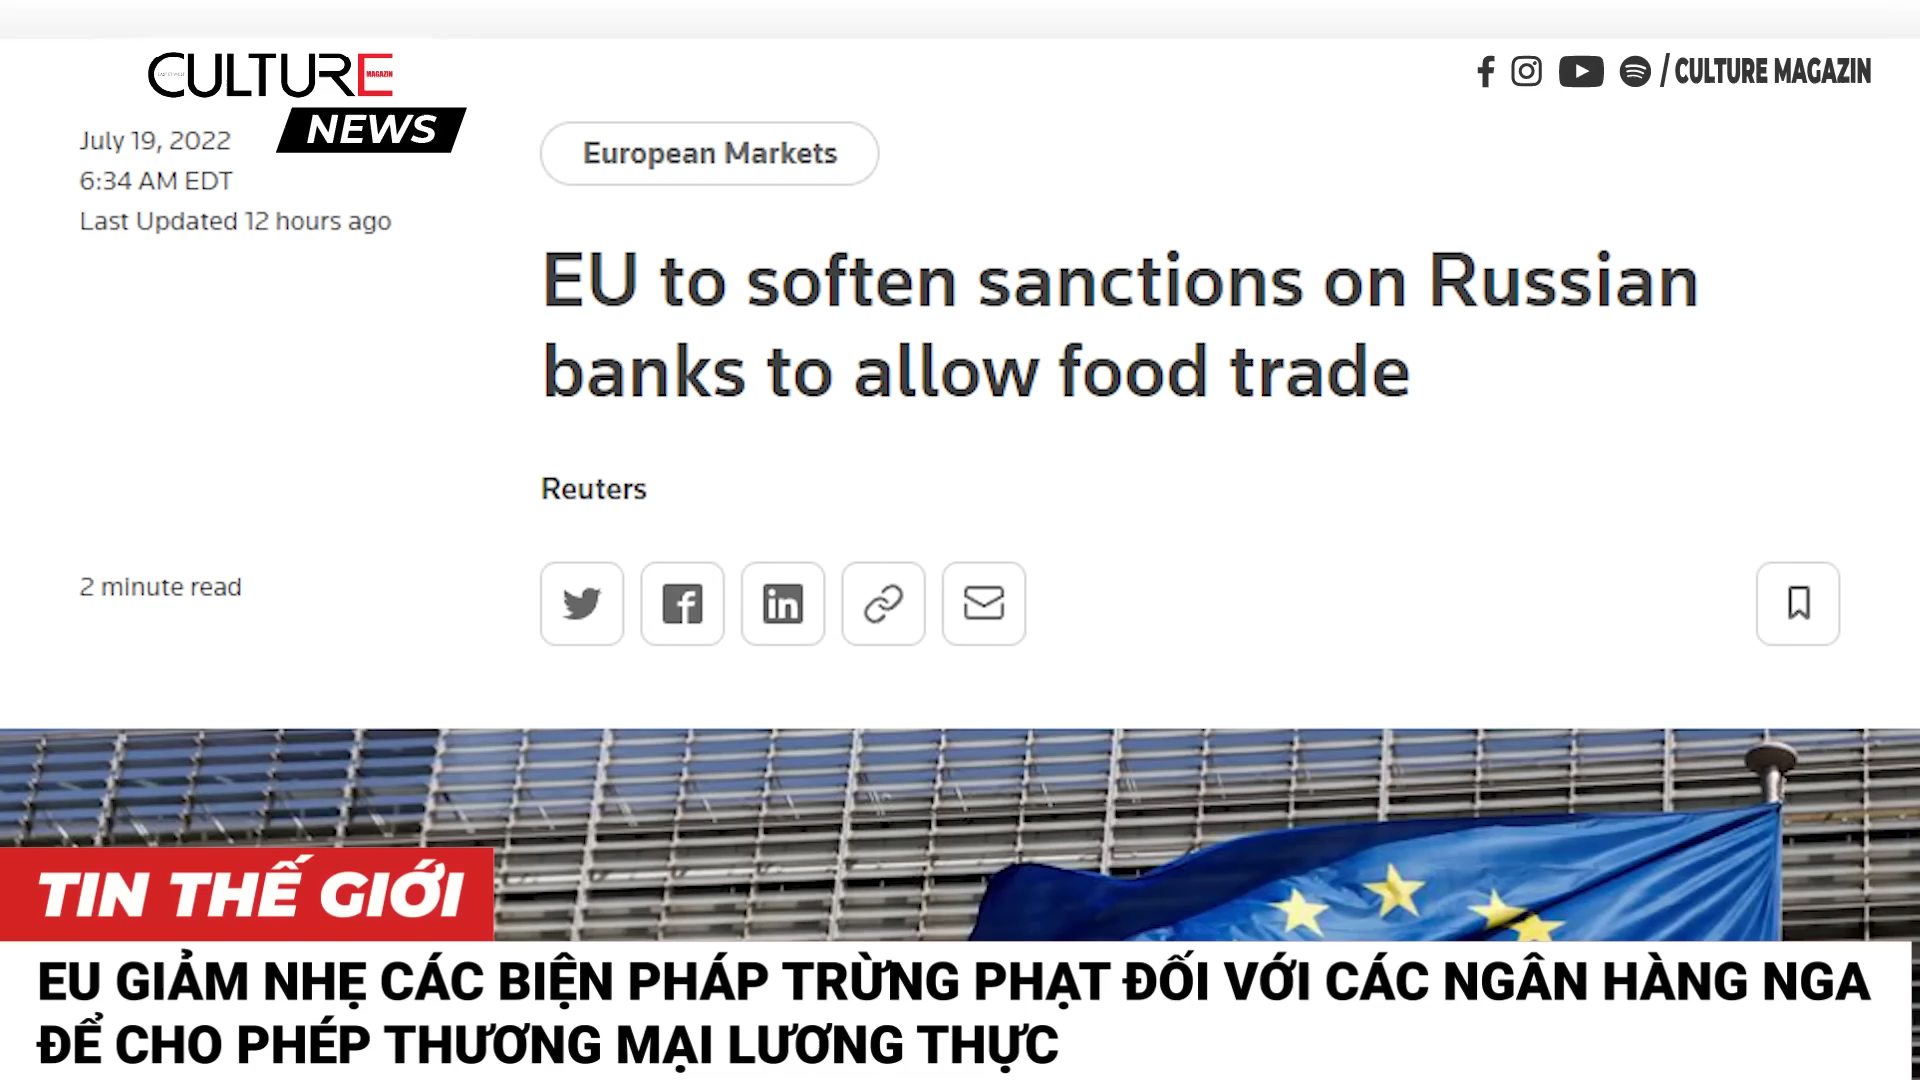 CULTURE
MAGAZIN
NEWS
/ CULTURE MAGAZIN
July 19, 2022
6:34 AM EDT
Last Updated 12 hours ago
European Markets
EU to soften sanctions on Russian
banks to allow food trade
Reuters
2 minute read
TIN THẾ GIỚI
EU GIẢM NHẸ CÁC BIỆN PHÁP TRỪNG PHẠT ĐỐI VỚI CÁC NGÂN HÀNG NGA
ĐỂ CHO PHÉP THƯƠNG MẠI LƯƠNG THỰC